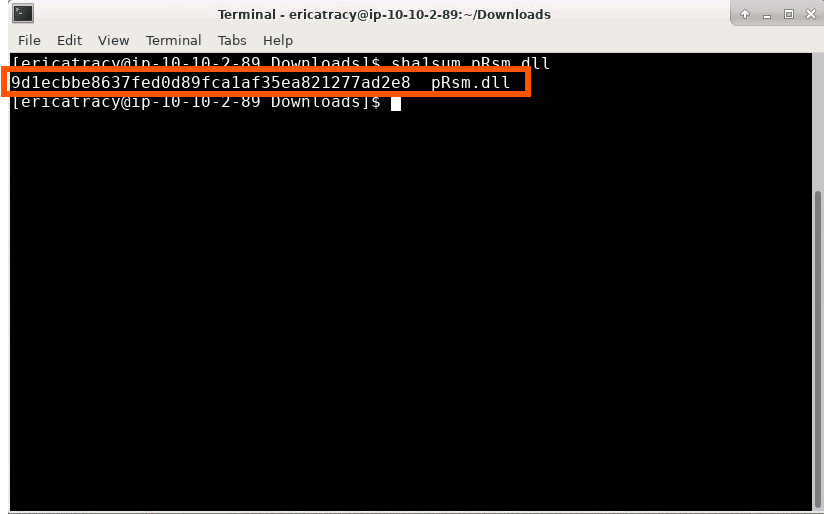 Terminal - ericatracy@ip-10-10-2-89:~/Downloads
File Edit View Terminal Tabs Help
[ericatracy@ip-10-10-2-89 Downloads]$ sha1sum pRsm.dll
9d1ecbbe8637fed0d89fca1af35ea821277ad2e8  pRsm.dll
[ericatracy@ip-10-10-2-89 Downloads]$